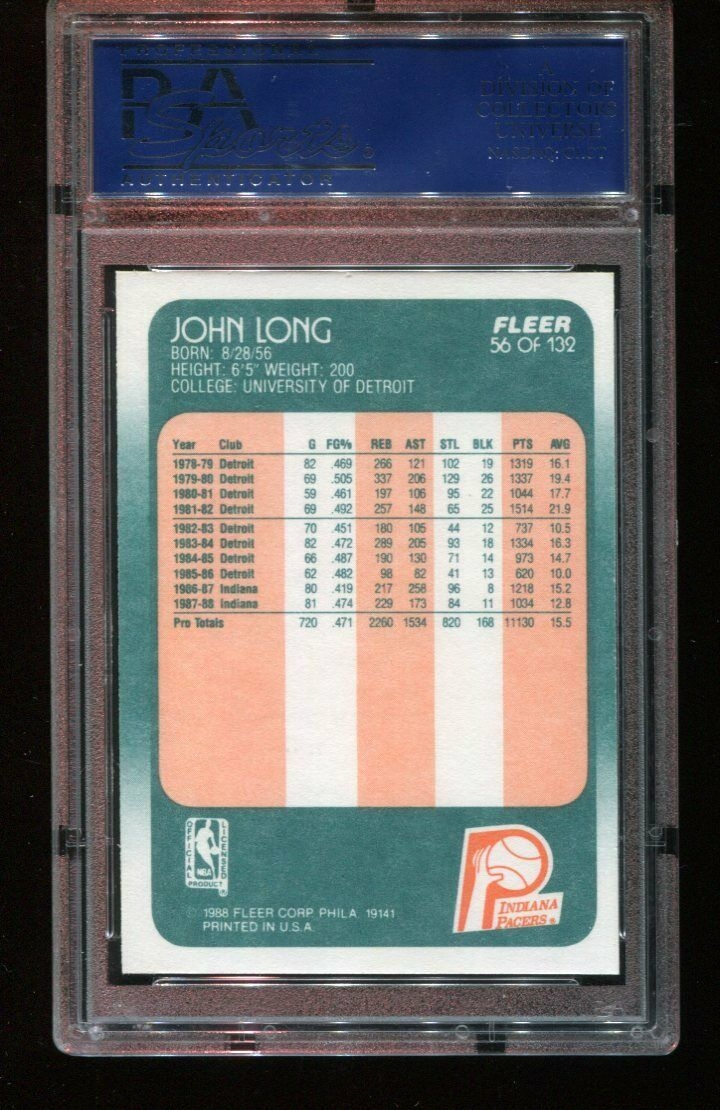 PROFESSIONAL
PSA
Sports®
AUTHENTICATOR
A
DIVISION OF
COLLECTORS
UNIVERSE
NASDAQ: CLCT
JOHN LONG
BORN: 8/28/56
HEIGHT: 6'5" WEIGHT: 200
COLLEGE: UNIVERSITY OF DETROIT
FLEER
56 OF 132
Year Club G FG% REB AST STL BLK PTS AVG
1978-79 Detroit 82 .469 266 121 102 19 1319 16.1
1979-80 Detroit 69 .505 337 206 129 26 1337 19.4
1980-81 Detroit 59 .461 197 106 95 22 1044 17.7
1981-82 Detroit 69 .492 257 148 65 25 1514 21.9
1982-83 Detroit 70 .451 180 105 44 12 737 10.5
1983-84 Detroit 82 .472 289 205 93 18 1334 16.3
1984-85 Detroit 66 .487 190 130 71 14 973 14.7
1985-86 Detroit 62 .482 98 82 41 13 620 10.0
1986-87 Indiana 80 .419 217 258 96 8 1218 15.2
1987-88 Indiana 81 .474 229 173 84 11 1034 12.8
Pro Totals 720 .471 2260 1534 820 168 11130 15.5
OFFICIAL
LICENSED
NBA
PRODUCT
®
© 1988 FLEER CORP. PHILA. 19141
PRINTED IN U.S.A.
INDIANA
PACERS ®